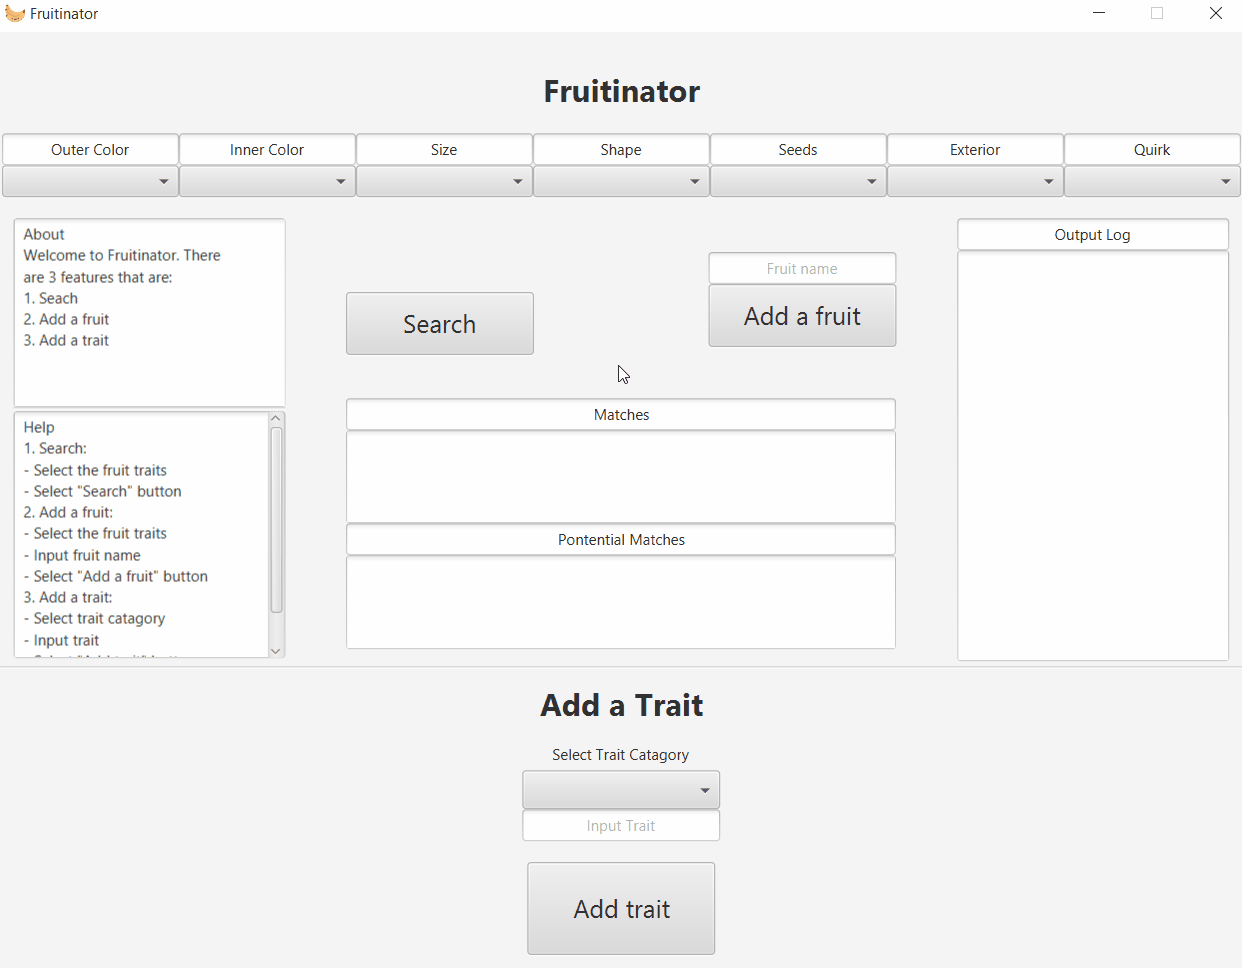 Fruitinator
Fruitinator
Outer Color
Inner Color
Size
Shape
Seeds
Exterior
Quirk
About
Welcome to Fruitinator. There
are 3 features that are:
1. Seach
2. Add a fruit
3. Add a trait
Help
1. Search:
- Select the fruit traits
- Select "Search" button
2. Add a fruit:
- Select the fruit traits
- Input fruit name
- Select "Add a fruit" button
3. Add a trait:
- Select trait catagory
- Input trait
Search
Fruit name
Add a fruit
Matches
Pontential Matches
Output Log
Add a Trait
Select Trait Catagory
Input Trait
Add trait